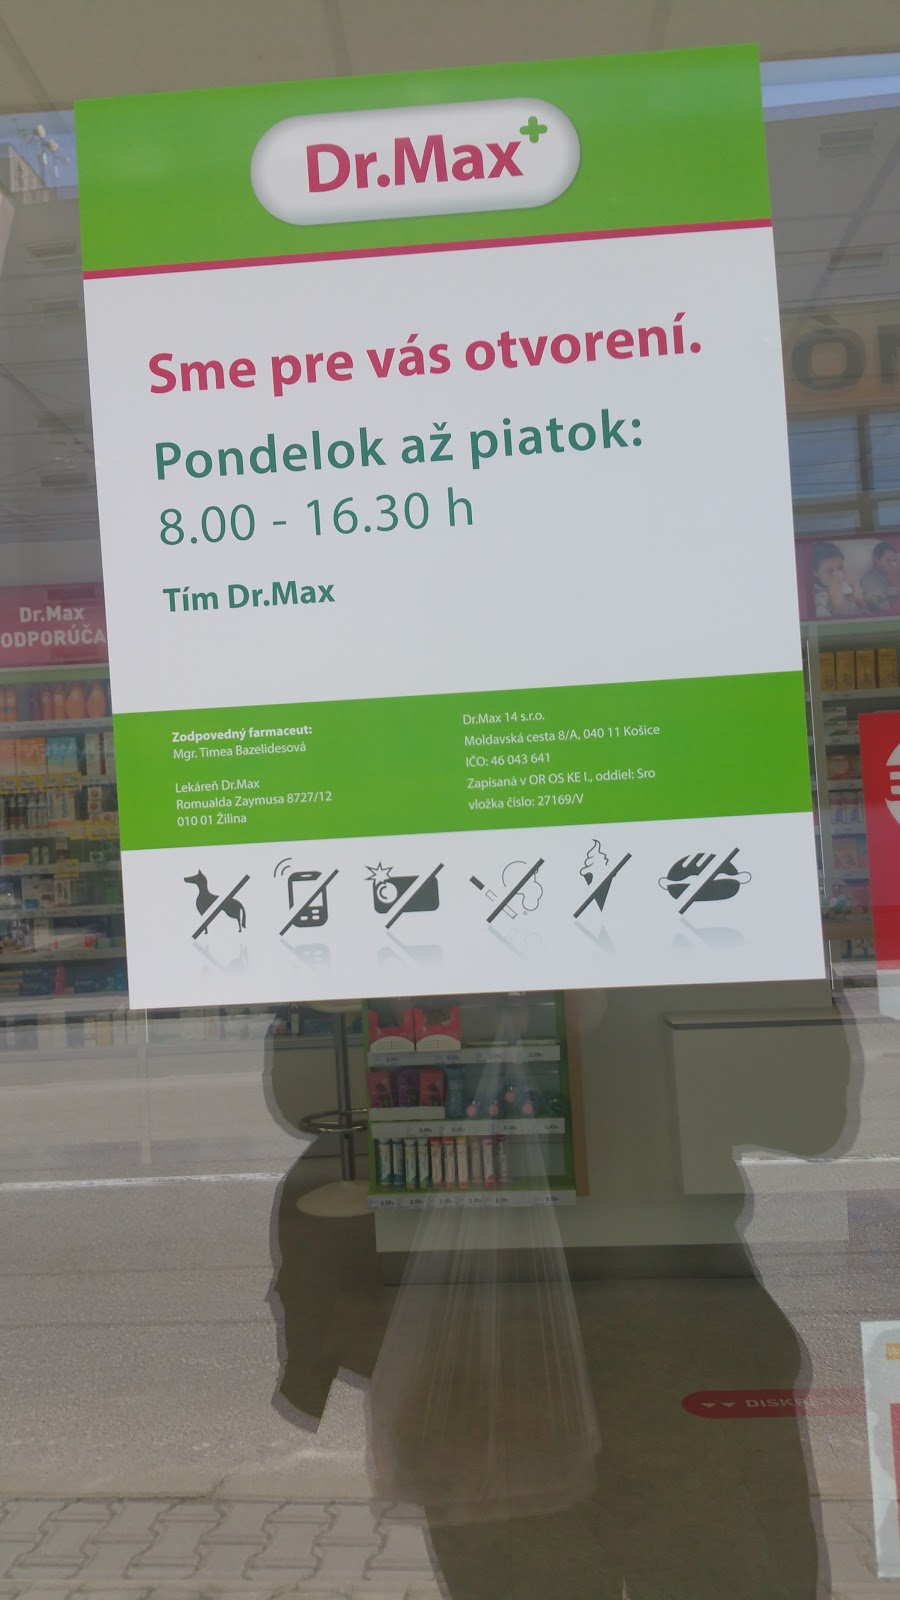 Dr.Max+
Sme pre vás otvorení.
Pondelok až piatok:
8.00 - 16.30 h
Tím Dr.Max
Dr.Max
ODPORÚČA
Zodpovedný farmaceut:
Mgr. Timea Bazelidesová
Lekáreň Dr.Max
Romualda Zaymusa 8727/12
010 01 Žilina
Dr.Max 14 s.r.o.
Moldavská cesta 8/A, 040 11 Košice
IČO: 46 043 641
Zapísaná v OR OS KE I., oddiel: Sro
vložka číslo: 27169/V